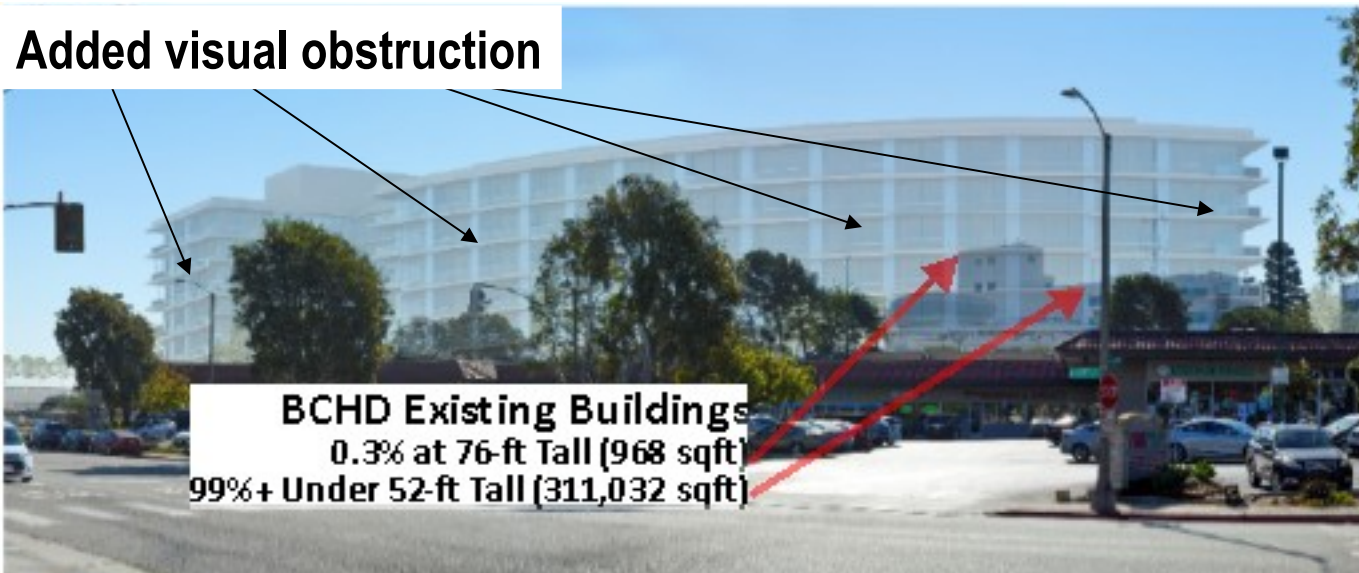 Added visual obstruction
BCHD Existing Buildings
0.3% at 76-ft Tall (968 sqft)
99%+ Under 52-ft Tall (311,032 sqft)